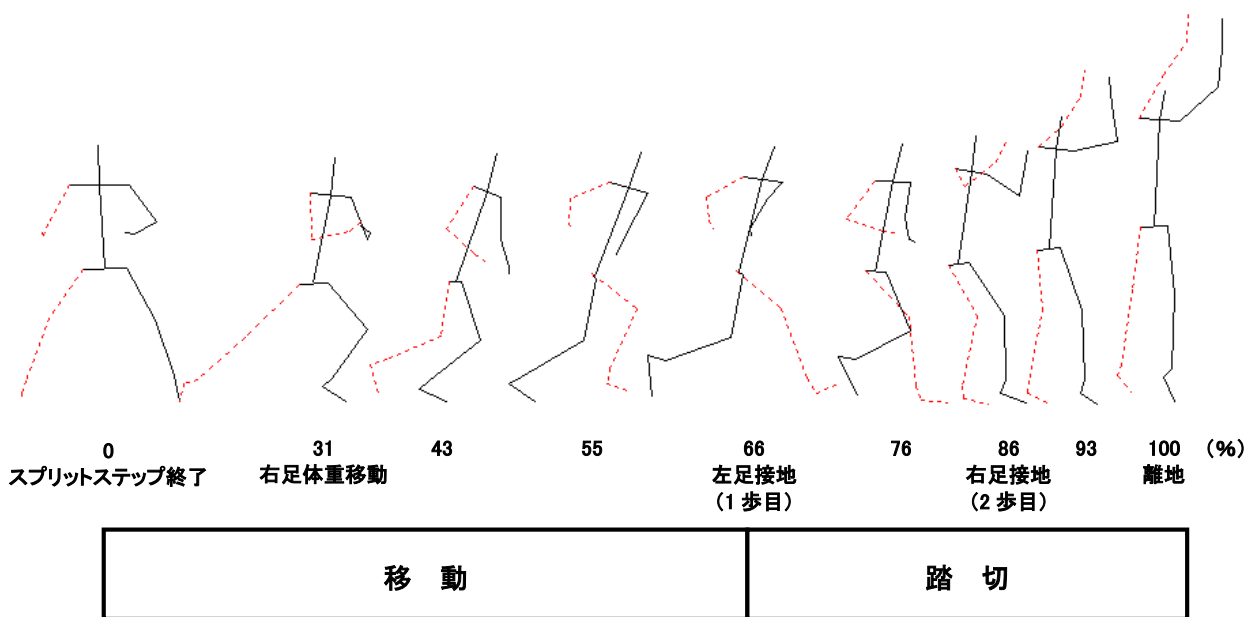 0 31 43 55 66 76 86 93 100 (%)
スプリットステップ終了 右足体重移動 左足接地 右足接地 離地
(1歩目) (2歩目)
移 動 踏 切